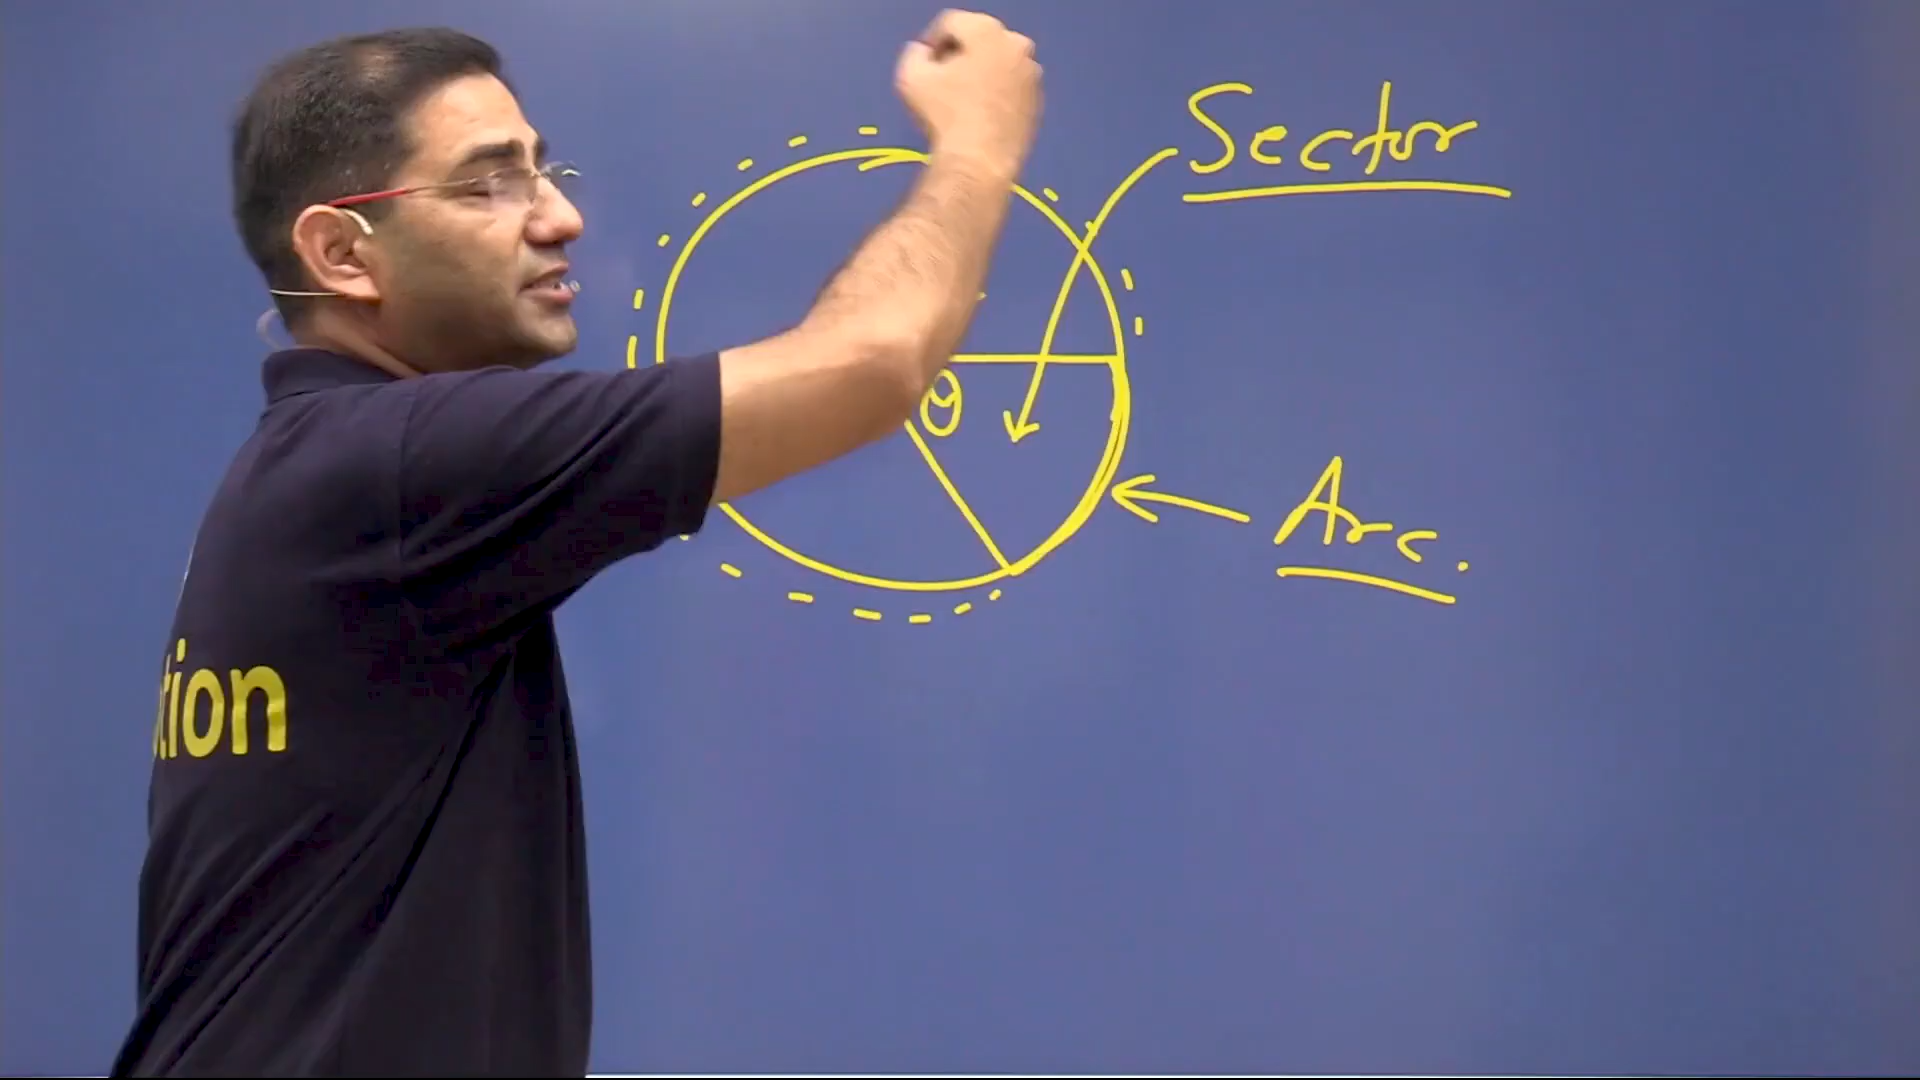 Sector
θ
Arc.
tion